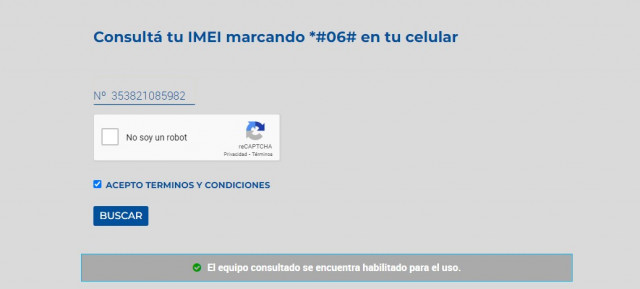 Consultá tu IMEI marcando *#06# en tu celular
Nº 353821085982
No soy un robot
reCAPTCHA
Privacidad - Términos
ACEPTO TERMINOS Y CONDICIONES
BUSCAR
El equipo consultado se encuentra habilitado para el uso.